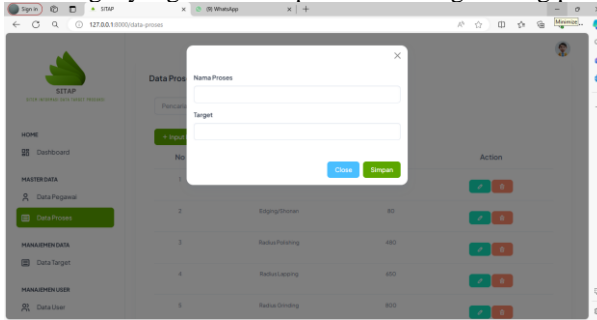 Sign in
SITAP
(9) WhatsApp
Minimize
127.0.0.1:8000/data-proses
SITAP
Data Pros
Nama Proses
Target
Close
Simpan
+ Input
HOME
Dashboard
No
Action
MASTER DATA
Data Pegawai
Data Proses
2
Edging Ghoran
80
MANAJEMEN DATA
3
Radius Polishing
480
Data Target
4
Radius Lapping
MANAJEMEN USER
Data User
5
Radius Grinding
600